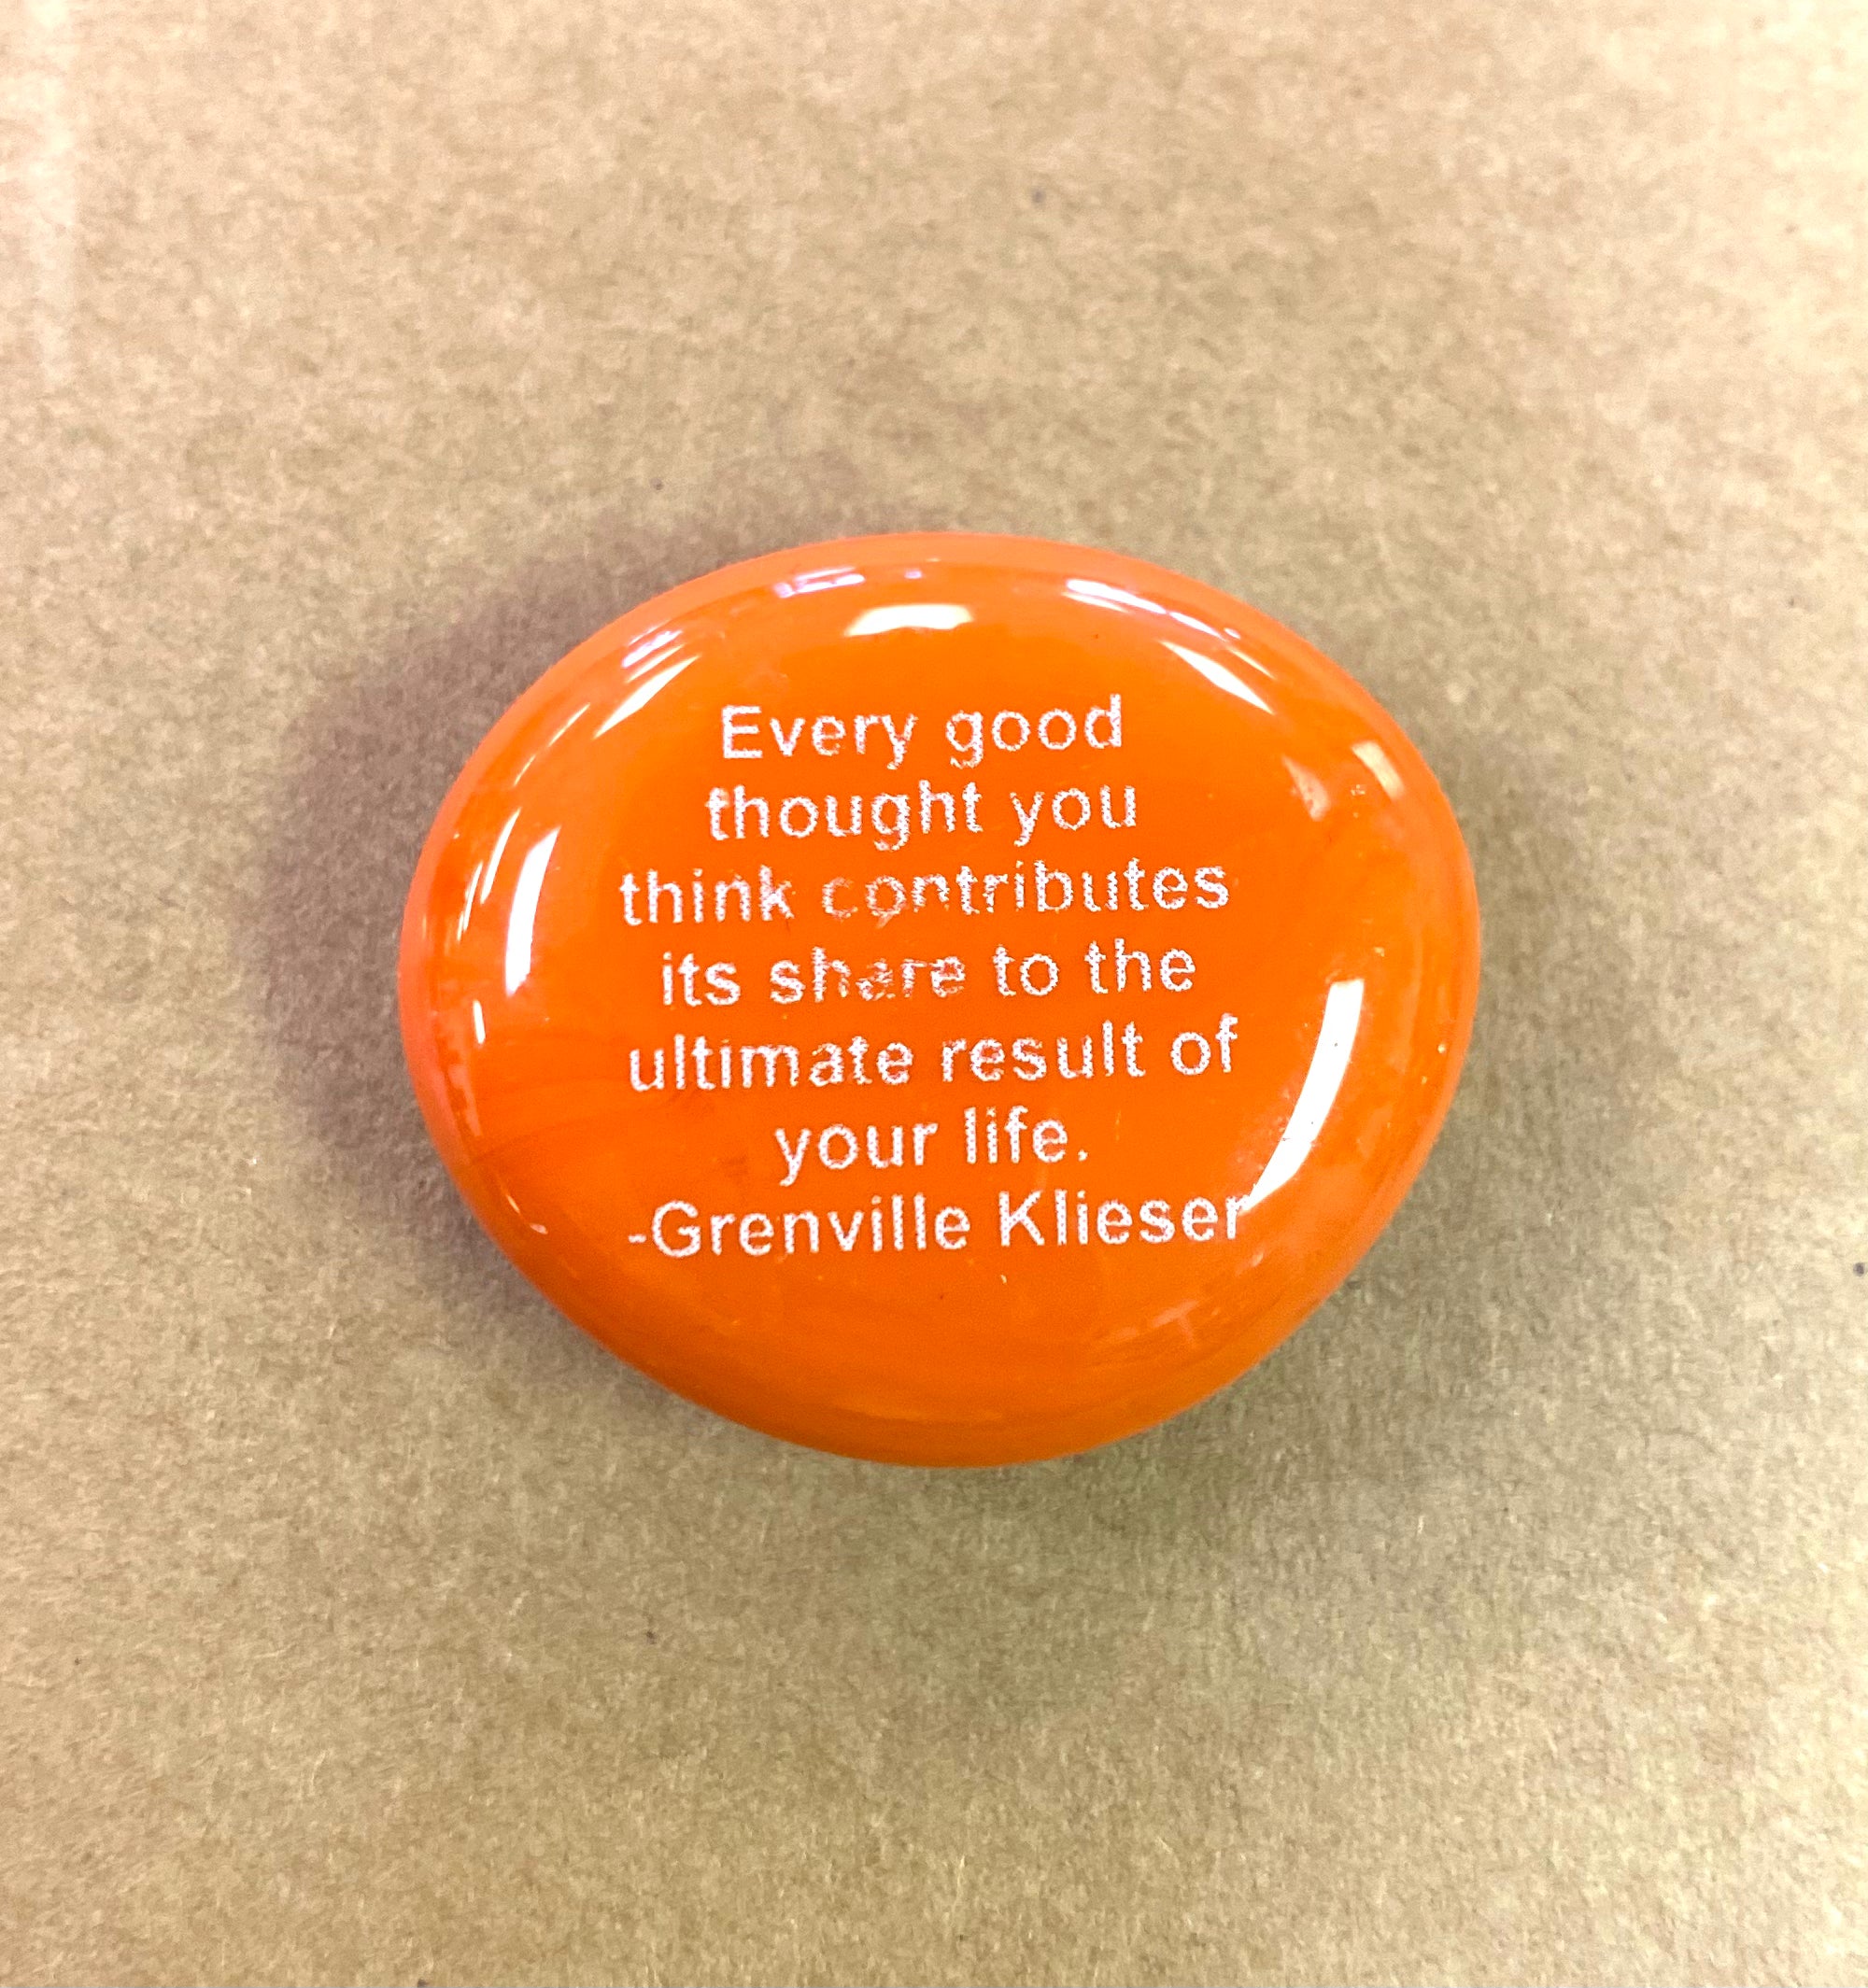 Every good
thought you
think contributes
its share to the
ultimate result of
your life.
-Grenville Klieser